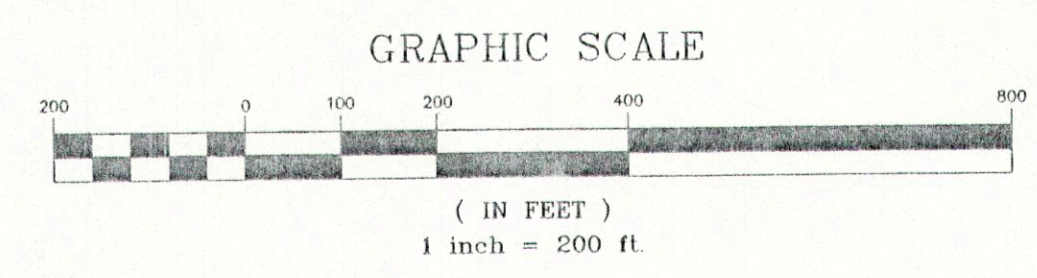 GRAPHIC SCALE
200 0 100 200 400 800
( IN FEET )
1 inch = 200 ft.